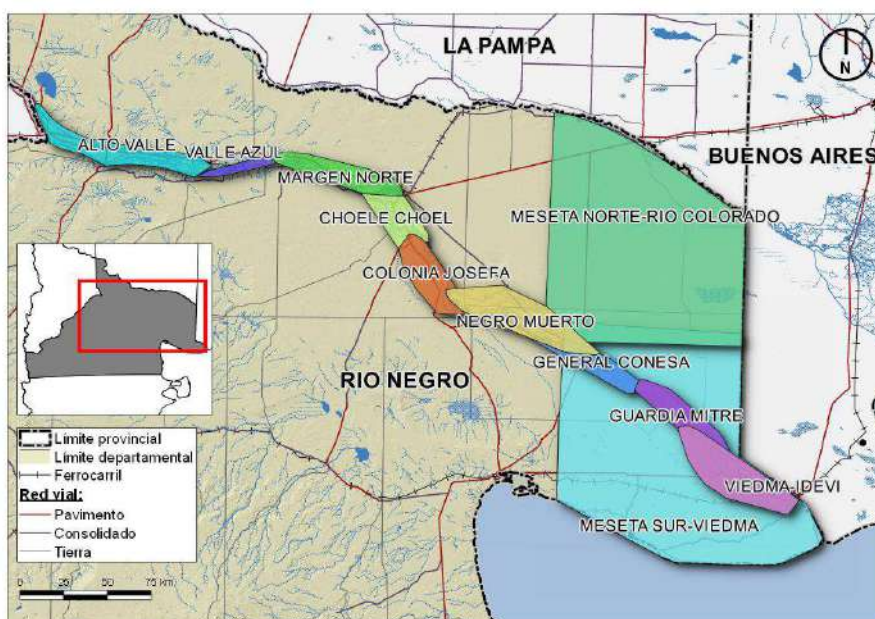 LA PAMPA
N
BUENOS AIRES
ALTO VALLE
VALLE AZUL
MARGEN NORTE
CHOELE CHOEL
MESETA NORTE-RIO COLORADO
COLONIA JOSEFA
NEGRO MUERTO
GENERAL CONESA
RIO NEGRO
GUARDIA MITRE
VIEDMA-IDEVI
MESETA SUR-VIEDMA
Límite provincial
Límite departamental
Ferrocarril
Red vial:
Pavimento
Consolidado
Tierra
0 25 50 75 km.